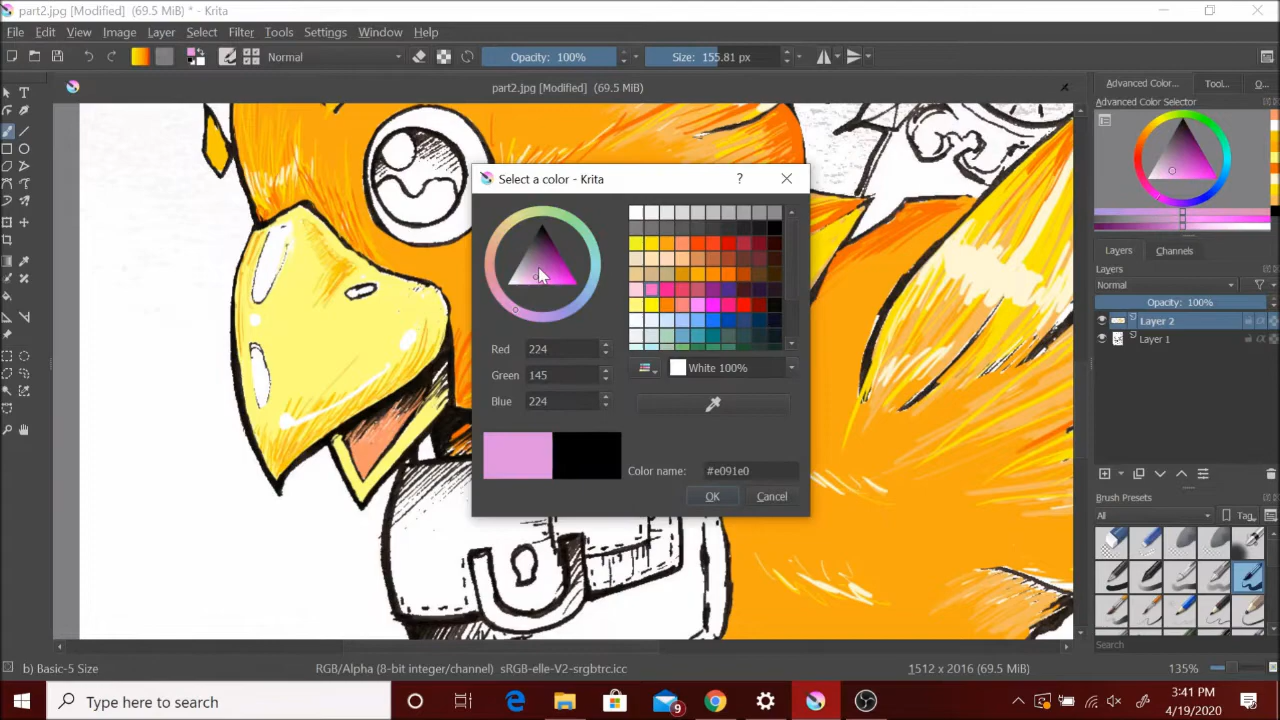 part2.jpg [Modified] (69.5 MiB) * - Krita
File Edit View Image Layer Select Filter Tools Settings Window Help
Normal Opacity: 100% Size: 155.81 px
part2.jpg [Modified] (69.5 MiB)
Advanced Color... Tool... O...
Advanced Color Selector
Select a color - Krita
?
Red 224
Green 145
Blue 224
White 100%
Color name: #e091e0
OK Cancel
Layers Channels
Layers
Normal
Opacity: 100%
Layer 2
Layer 1
Brush Presets
All Tag
Search
b) Basic-5 Size RGB/Alpha (8-bit integer/channel) sRGB-elle-V2-srgbtrc.icc 1512 x 2016 (69.5 MiB) 135%
Type here to search
9
3:41 PM
4/19/2020